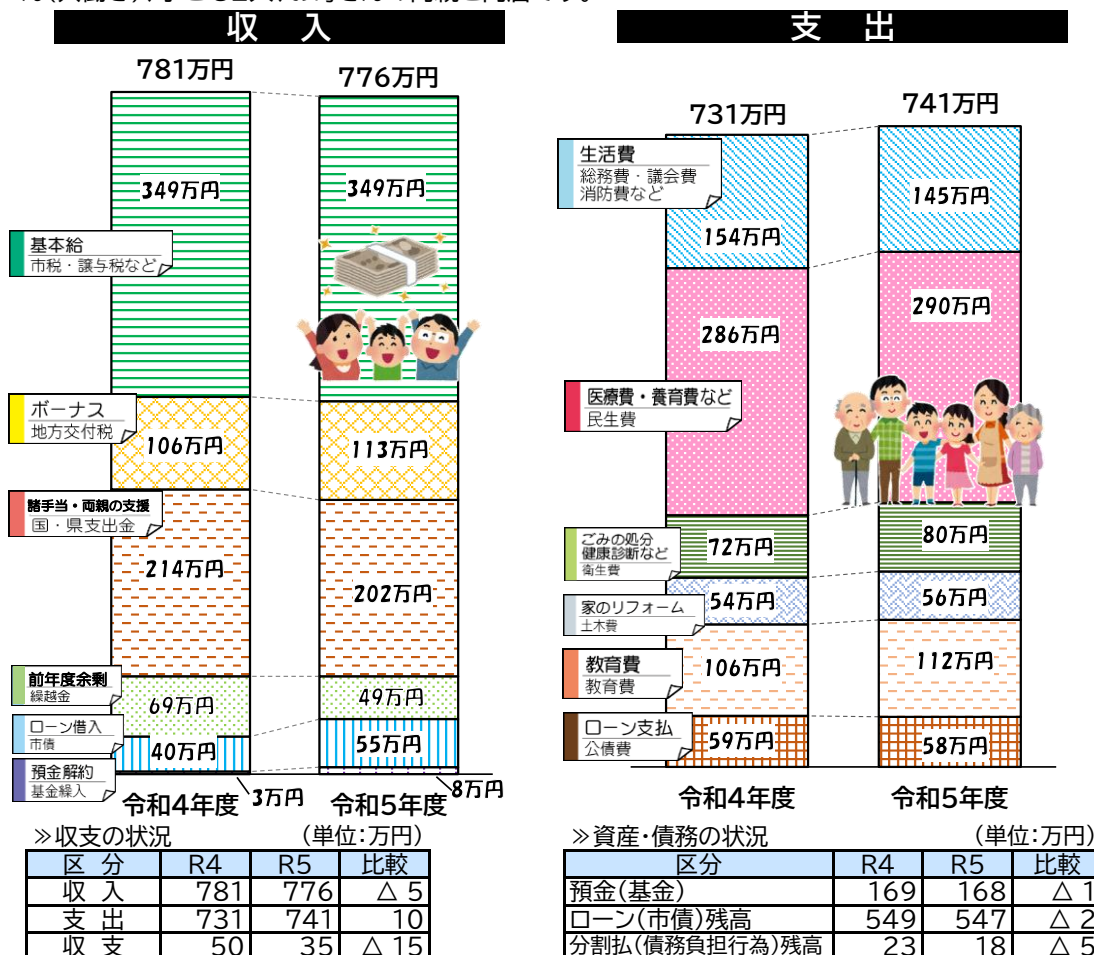 収 入
781万円
776万円
349万円
349万円
基本給
市税・譲与税など
ボーナス
地方交付税
106万円
113万円
諸手当・両親の支援
国・県支出金
214万円
202万円
前年度余剰
繰越金
69万円
49万円
ローン借入
市債
40万円
55万円
預金解約
基金繰入
3万円
8万円
令和4年度
令和5年度
支 出
731万円
741万円
生活費
総務費・議会費
消防費など
154万円
145万円
286万円
290万円
医療費・養育費など
民生費
ごみの処分
健康診断など
衛生費
72万円
80万円
家のリフォーム
土木費
54万円
56万円
教育費
教育費
106万円
112万円
ローン支払
公債費
59万円
58万円
令和4年度
令和5年度
≫収支の状況 (単位:万円)
区 分 R4 R5 比較
収 入 781 776 △ 5
支 出 731 741 10
収 支 50 35 △ 15
≫資産・債務の状況 (単位:万円)
区分 R4 R5 比較
預金(基金) 169 168 △ 1
ローン(市債)残高 549 547 △ 2
分割払(債務負担行為)残高 23 18 △ 5